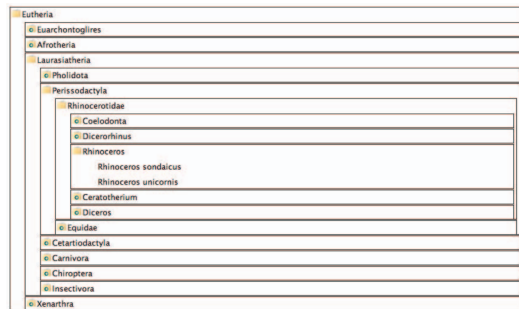 Eutheria
Euarchontoglires
Afrotheria
Laurasiatheria
Pholidota
Perissodactyla
Rhinocerotidae
Coelodonta
Dicerorhinus
Rhinoceros
Rhinoceros sondaicus
Rhinoceros unicornis
Ceratotherium
Diceros
Equidae
Cetartiodactyla
Carnivora
Chiroptera
Insectivora
Xenarthra